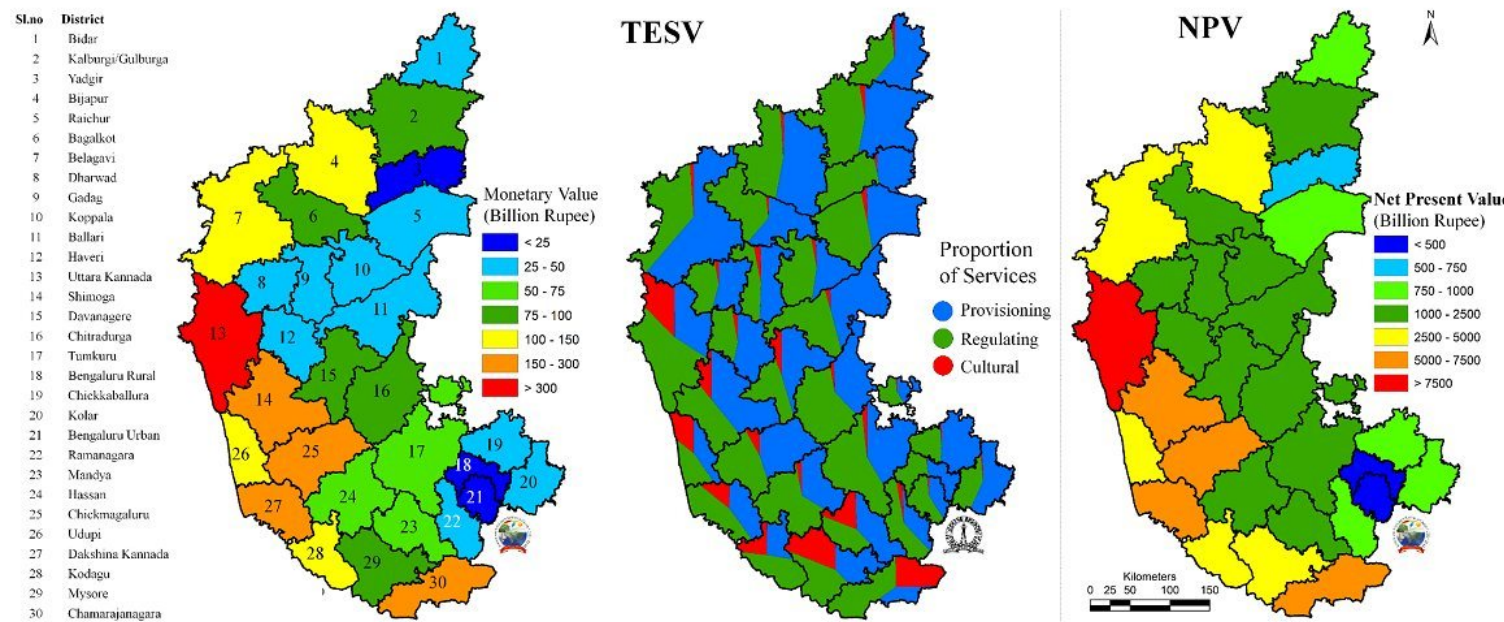 Sl.no District
1 Bidar
2 Kalburgi/Gulburga
3 Yadgir
4 Bijapur
5 Raichur
6 Bagalkot
7 Belagavi
8 Dharwad
9 Gadag
10 Koppala
11 Ballari
12 Haveri
13 Uttara Kannada
14 Shimoga
15 Davanagere
16 Chitradurga
17 Tumkuru
18 Bengaluru Rural
19 Chickkaballura
20 Kolar
21 Bengaluru Urban
22 Ramanagara
23 Mandya
24 Hassan
25 Chickmagaluru
26 Udupi
27 Dakshina Kannada
28 Kodagu
29 Mysore
30 Chamarajanagara
1
2
3
4
5
6
7
8
9
10
11
12
13
14
15
16
17
18
19
20
21
22
23
24
25
26
27
28
29
30
Monetary Value
(Billion Rupee)
< 25
25 - 50
50 - 75
75 - 100
100 - 150
150 - 300
> 300
TESV
Proportion
of Services
Provisioning
Regulating
Cultural
NPV
N
Net Present Value
(Billion Rupee)
< 500
500 - 750
750 - 1000
1000 - 2500
2500 - 5000
5000 - 7500
> 7500
Kilometers
0 25 50 100 150